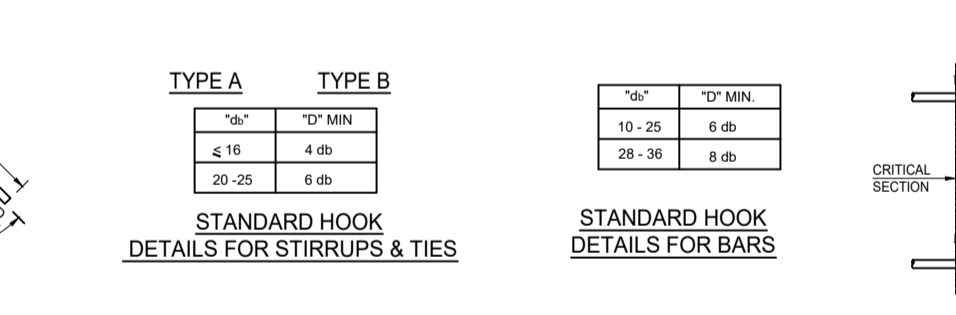 TYPE A TYPE B
"db" "D" MIN
≤ 16 4 db
20 -25 6 db
STANDARD HOOK
DETAILS FOR STIRRUPS & TIES
"db" "D" MIN.
10 - 25 6 db
28 - 36 8 db
STANDARD HOOK
DETAILS FOR BARS
CRITICAL
SECTION